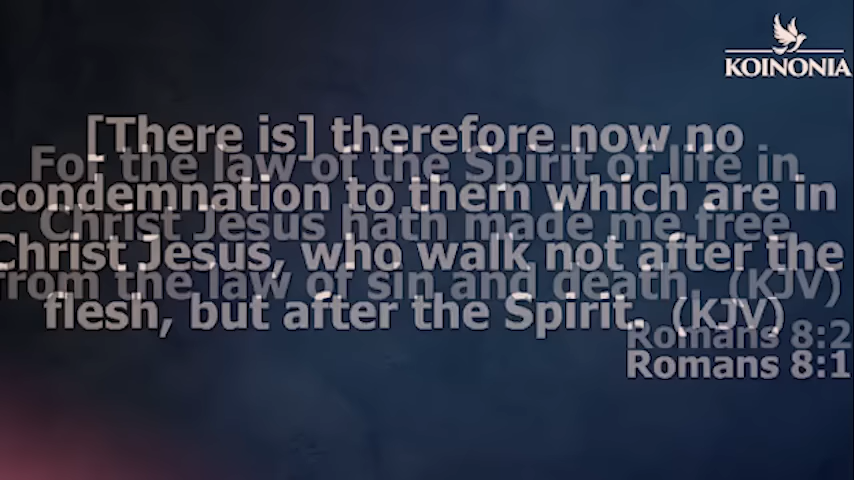 KOINONIA
[There is] therefore now no
condemnation to them which are in
Christ Jesus, who walk not after the
flesh, but after the Spirit. (KJV)
Romans 8:1
For the law of the Spirit of life in
Christ Jesus hath made me free
from the law of sin and death. (KJV)
Romans 8:2